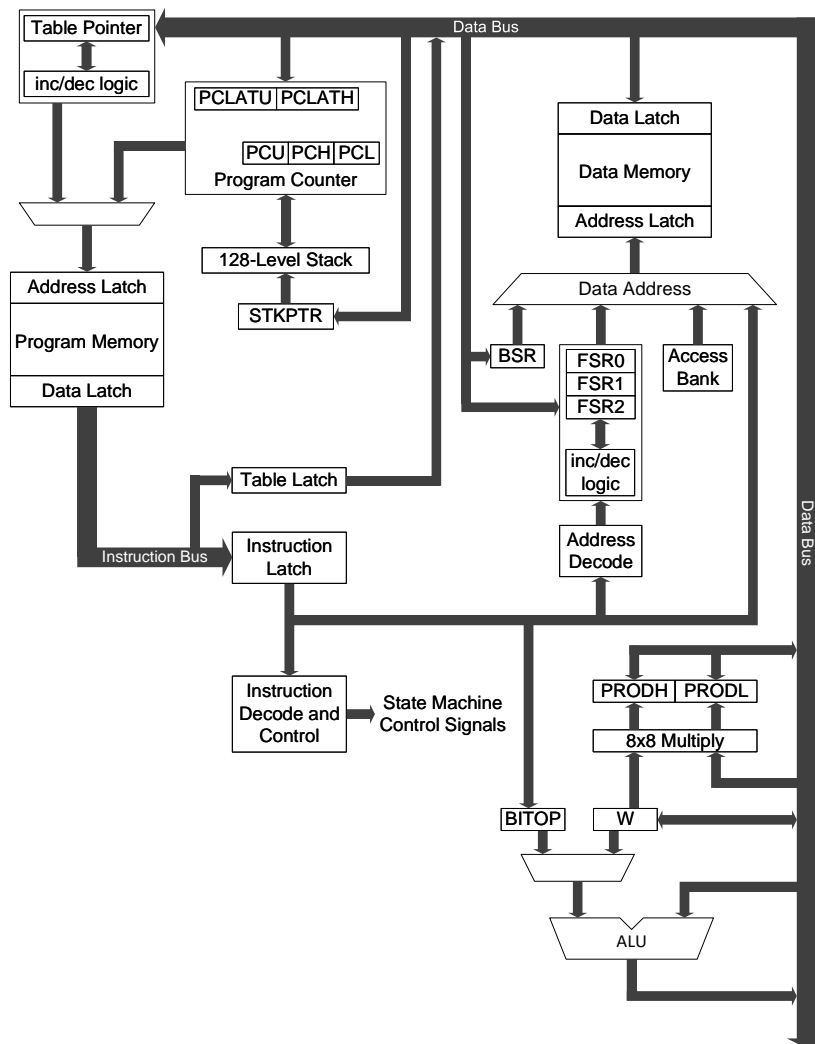 Table Pointer
inc/dec logic
Data Bus
PCLATU
PCLATH
PCU
PCH
PCL
Program Counter
128-Level Stack
STKPTR
Address Latch
Program Memory
Data Latch
Data Latch
Data Memory
Address Latch
Data Address
BSR
FSR0
FSR1
FSR2
inc/dec
logic
Access
Bank
Address
Decode
Table Latch
Instruction Bus
Instruction
Latch
Instruction
Decode and
Control
State Machine
Control Signals
Data Bus
PRODH
PRODL
8x8 Multiply
BITOP
W
ALU